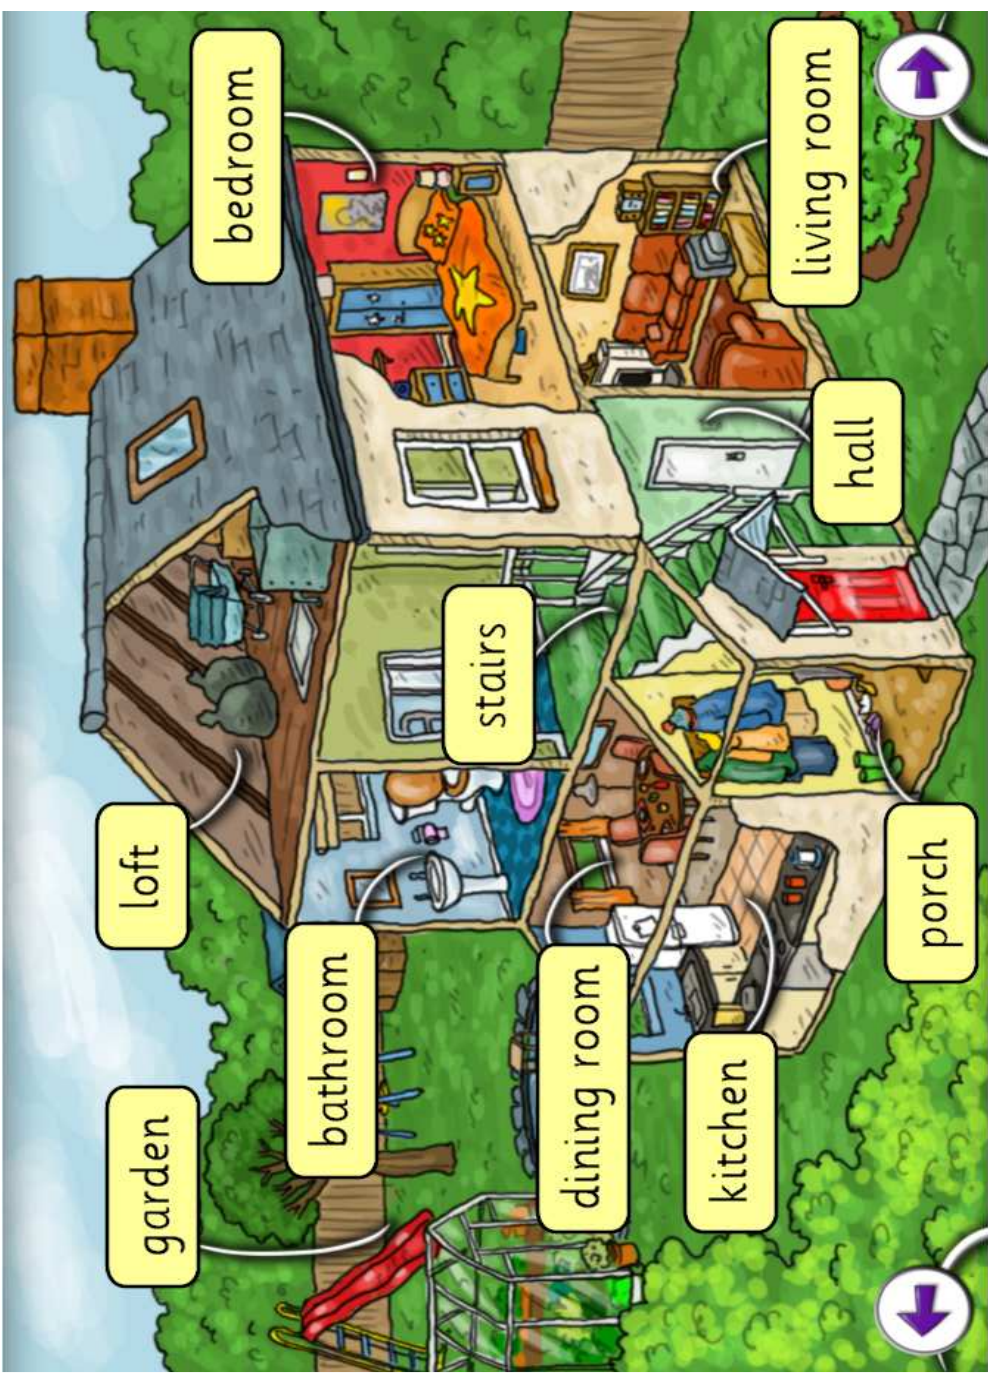 garden
loft
bedroom
bathroom
stairs
dining room
kitchen
living room
hall
porch